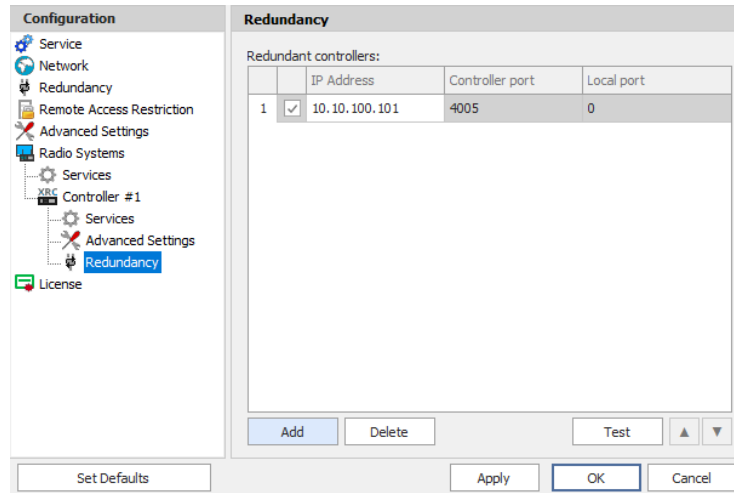 Configuration
Service
Network
Redundancy
Remote Access Restriction
Advanced Settings
Radio Systems
Services
XRC Controller #1
Services
Advanced Settings
Redundancy
License
Redundancy
Redundant controllers:
IP Address Controller port Local port
1 10.10.100.101 4005 0
Add Delete Test
Set Defaults Apply OK Cancel